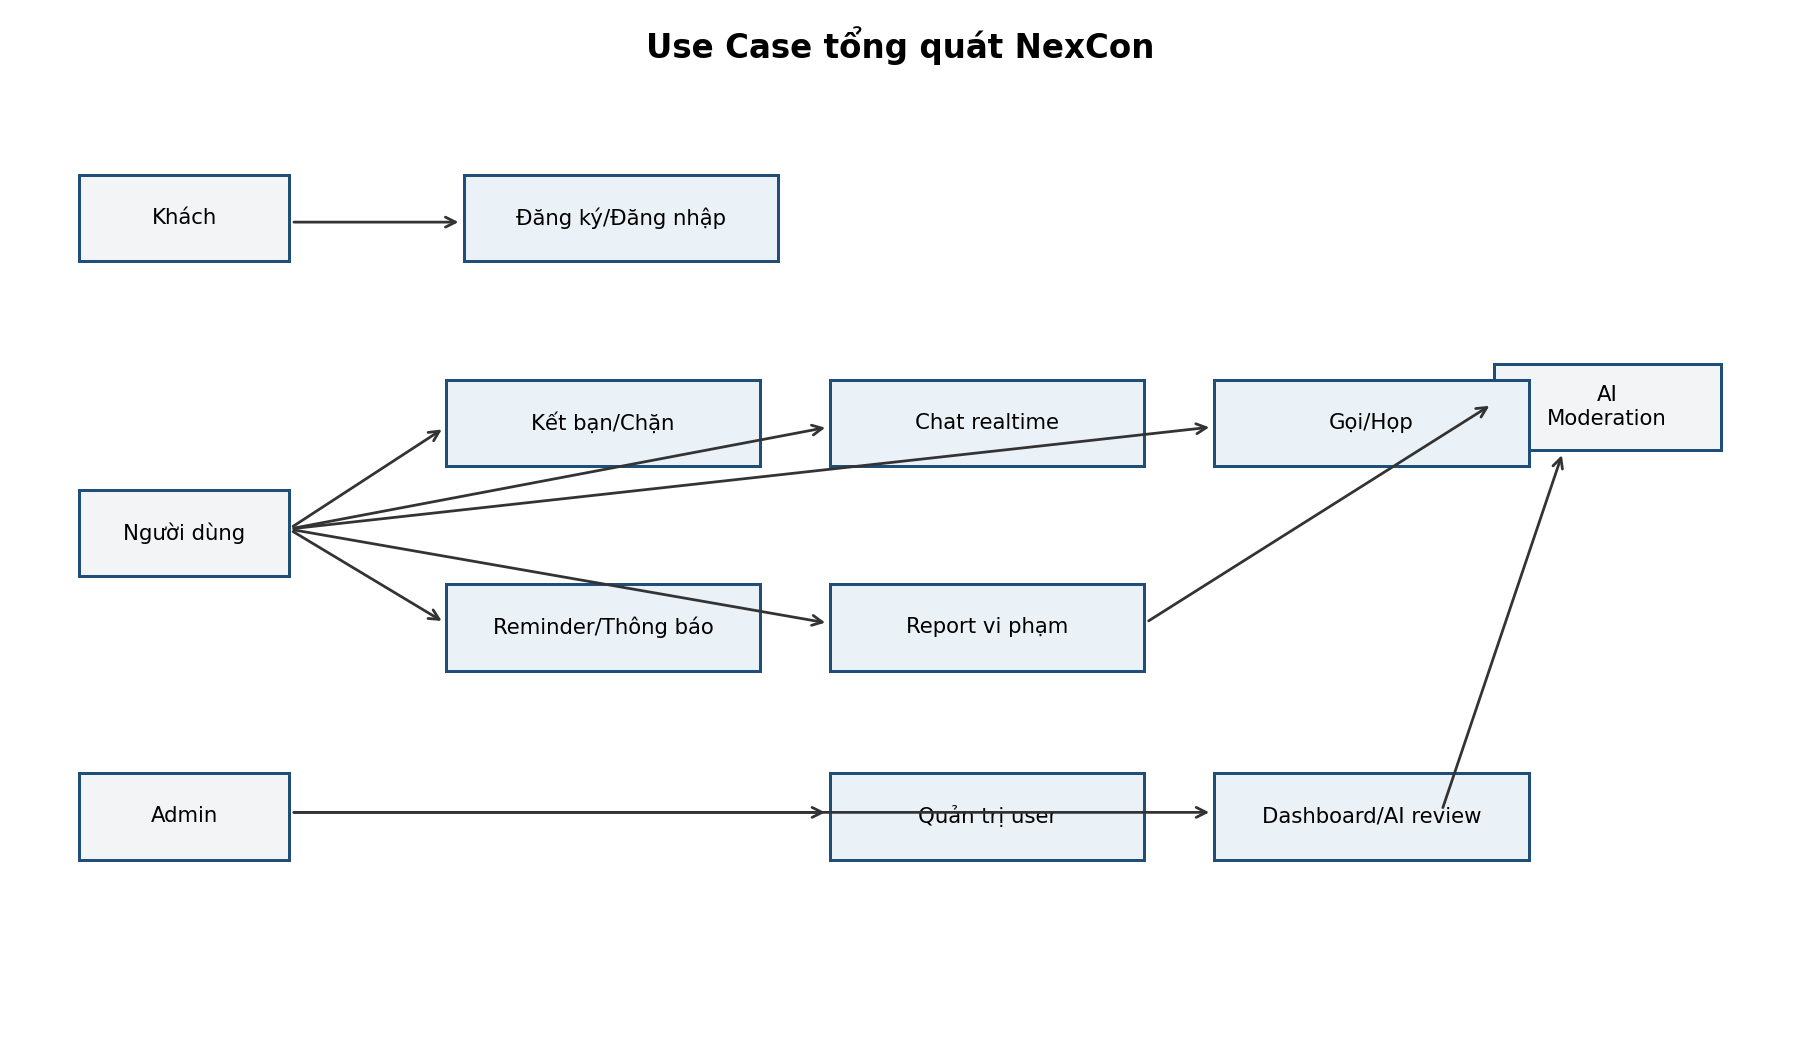 Use Case tổng quát NexCon
Khách
Đăng ký/Đăng nhập
Kết bạn/Chặn
Chat realtime
Gọi/Họp
AI
Moderation
Người dùng
Reminder/Thông báo
Report vi phạm
Admin
Quản trị user
Dashboard/AI review